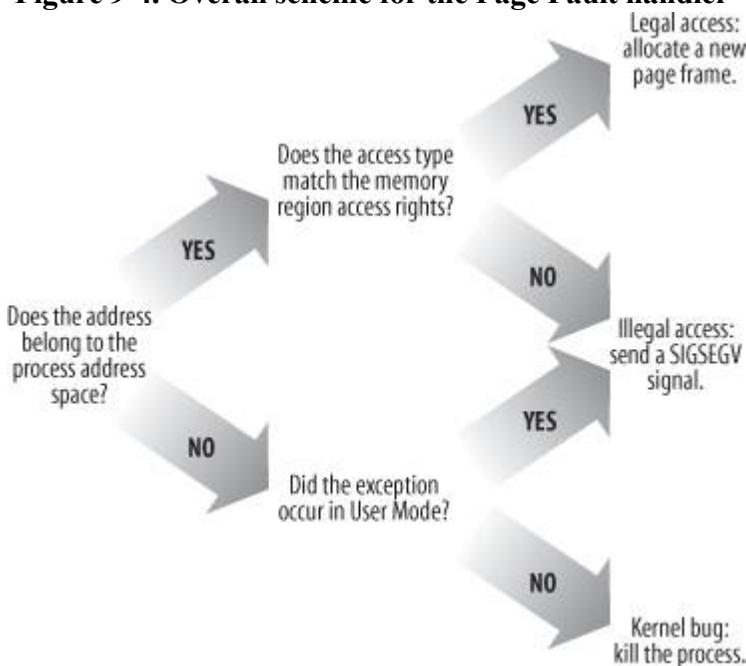 Figure 9-4. Overall scheme for the Page Fault handler
Legal access:
allocate a new
page frame.
YES
Does the access type
match the memory
region access rights?
YES
NO
Does the address
belong to the
process address
space?
Illegal access:
send a SIGSEGV
signal.
YES
NO
Did the exception
occur in User Mode?
NO
Kernel bug:
kill the process.